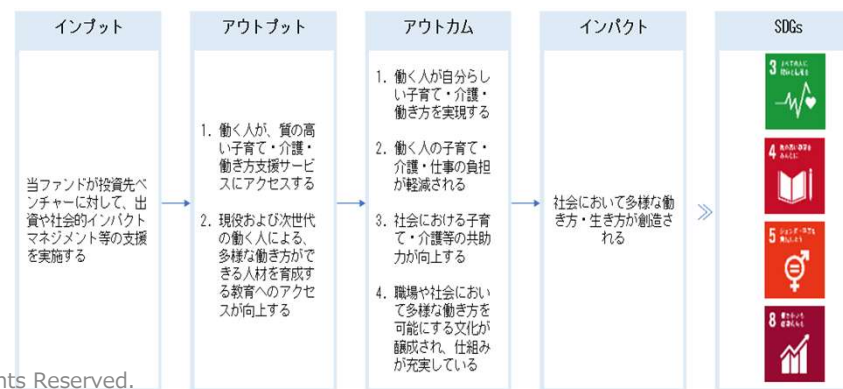 インプット
当ファンドが投資先ベ
ンチャーに対して、出
資や社会的インパクト
マネジメント等の支援
を実施する
アウトプット
1. 働く人が、質の高
い子育て・介護・
働き方支援サービ
スにアクセスする
2. 現役および次世代
の働く人による、
多様な働き方がで
きる人材を育成す
る教育へのアクセ
スが向上する
アウトカム
1. 働く人が自分らし
い子育て・介護・
働き方を実現する
2. 働く人の子育て・
介護・仕事の負担
が軽減される
3. 社会における子育
て・介護等の共助
力が向上する
4. 職場や社会におい
て多様な働き方を
可能にする文化が
醸成され、仕組み
が充実している
インパクト
社会において多様な働
き方・生き方が創造さ
れる
SDGs
3
4
5
8
nts Reserved.